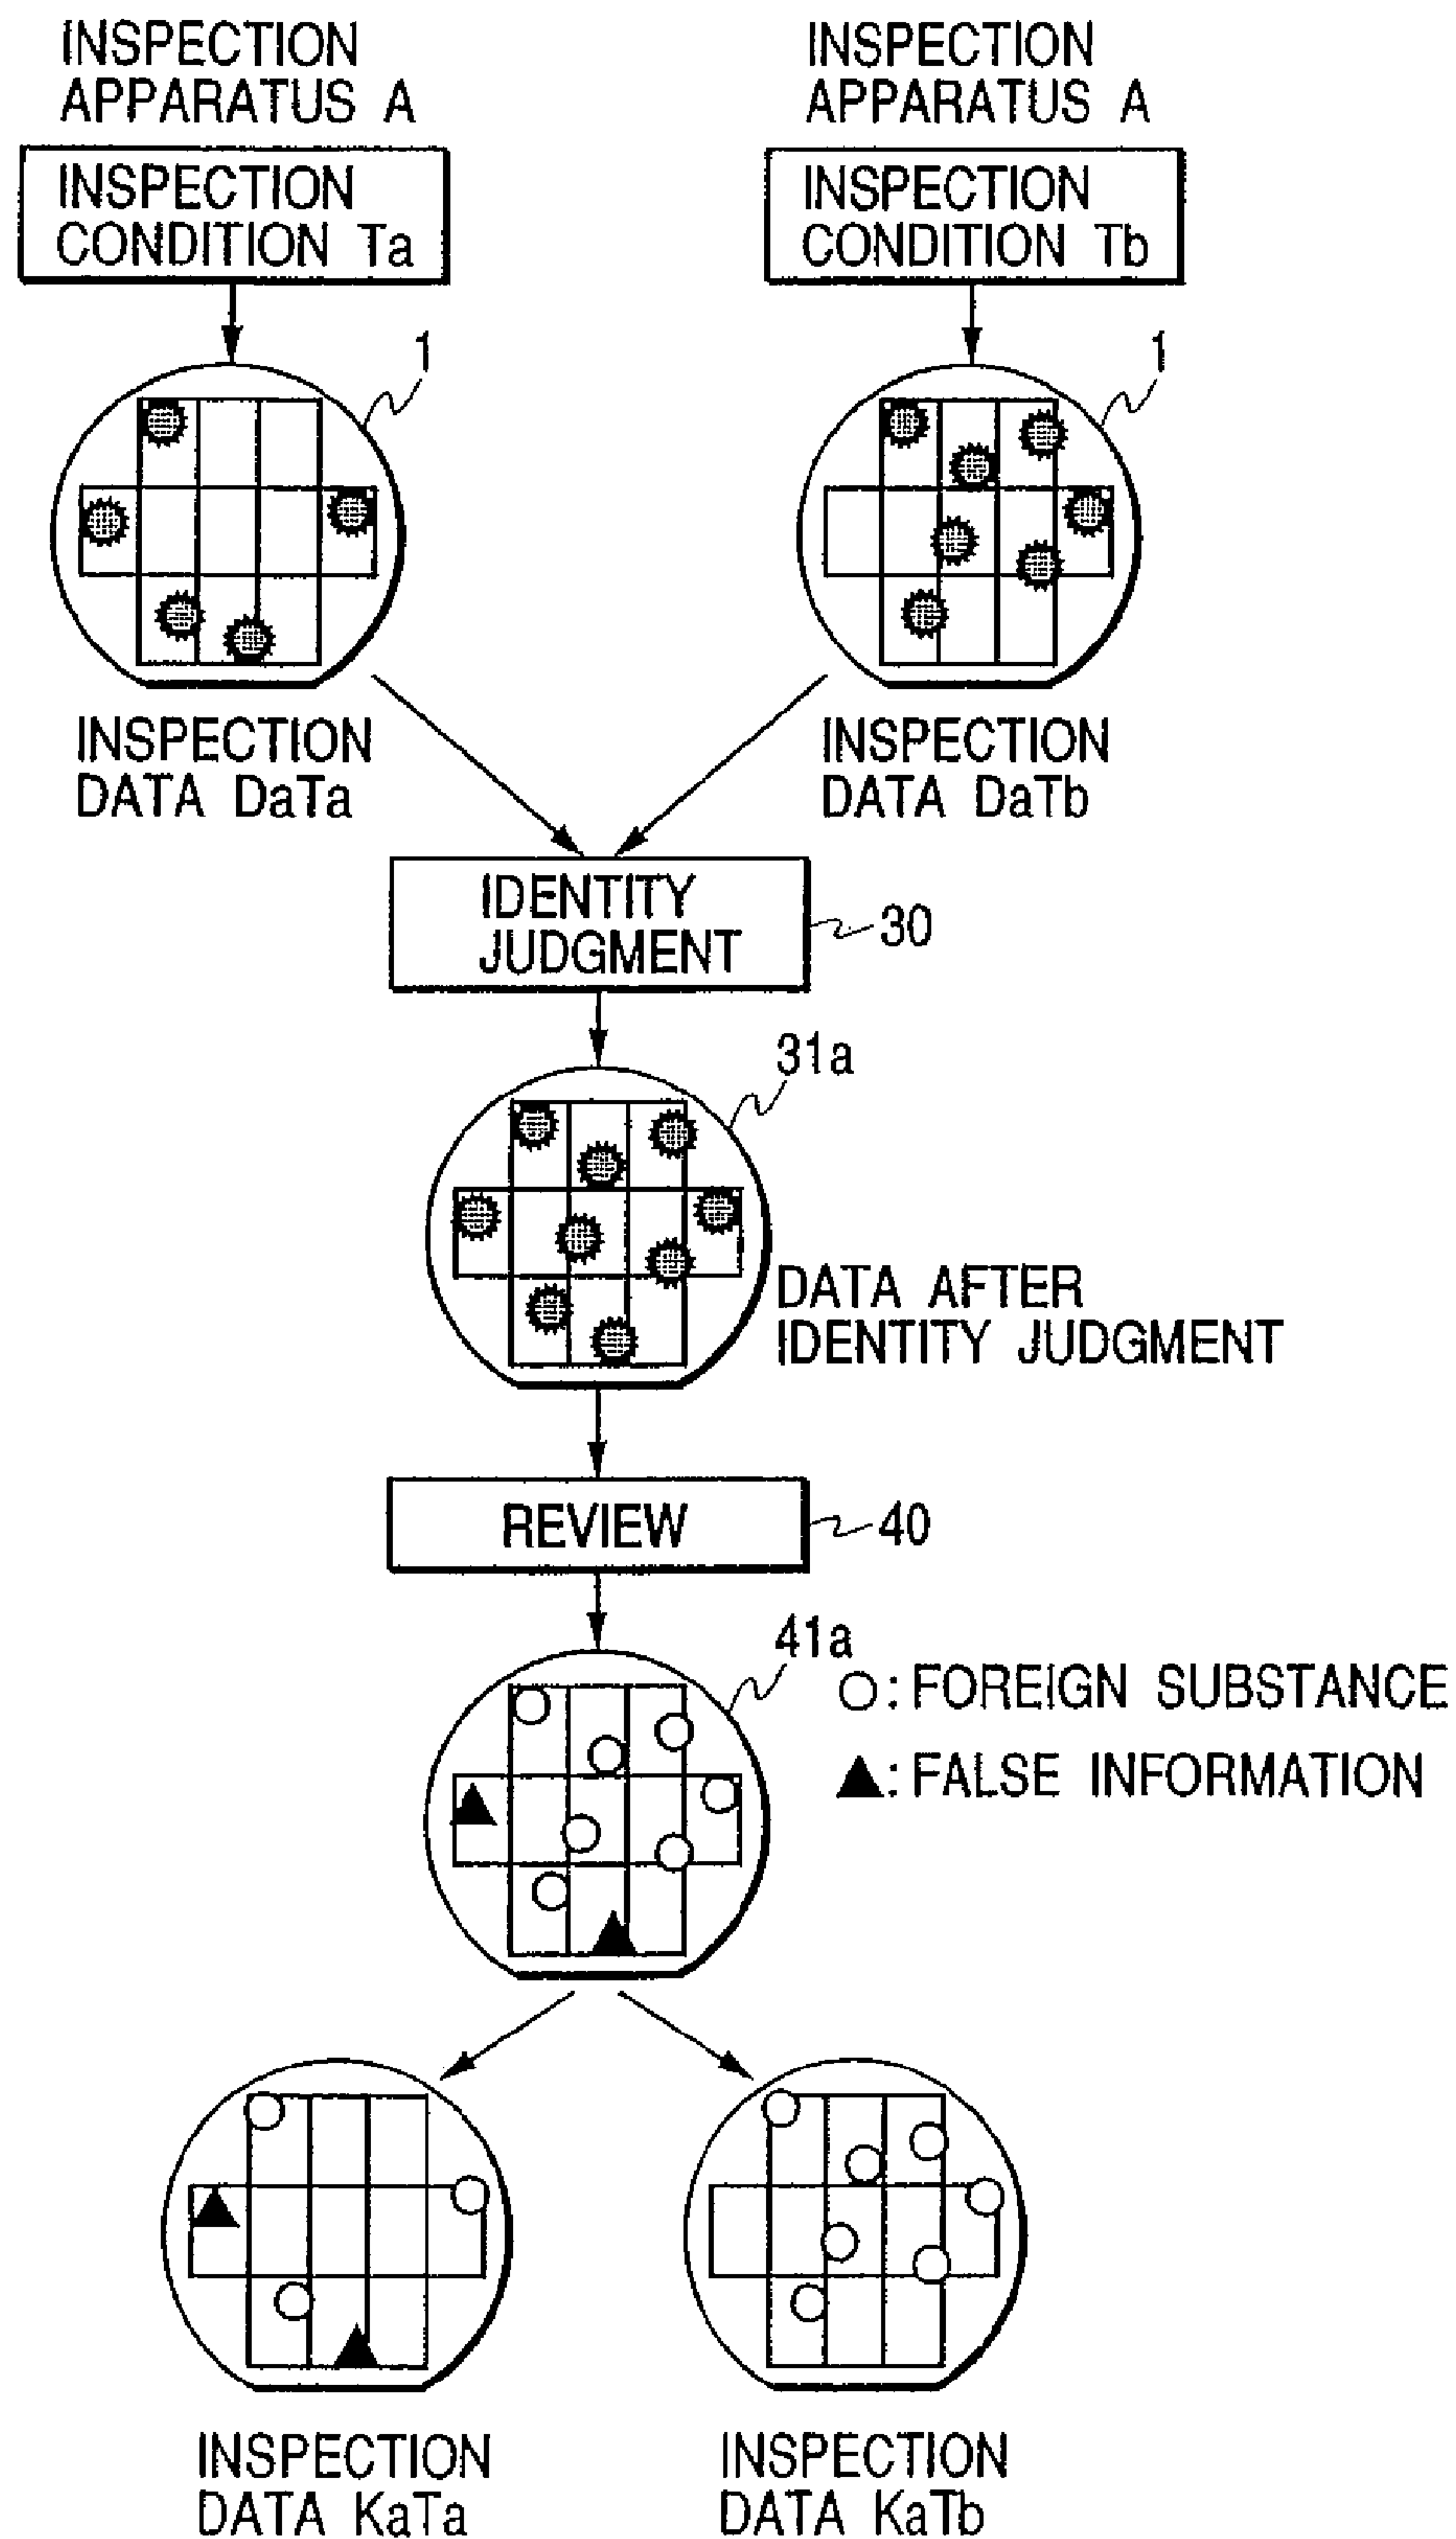 INSPECTION
APPARATUS A
INSPECTION
CONDITION Ta
1
INSPECTION
DATA DaTa
INSPECTION
APPARATUS A
INSPECTION
CONDITION Tb
1
INSPECTION
DATA DaTb
IDENTITY
JUDGMENT
30
31a
DATA AFTER
IDENTITY JUDGMENT
REVIEW
40
41a
○: FOREIGN SUBSTANCE
▲: FALSE INFORMATION
INSPECTION
DATA KaTa
INSPECTION
DATA KaTb